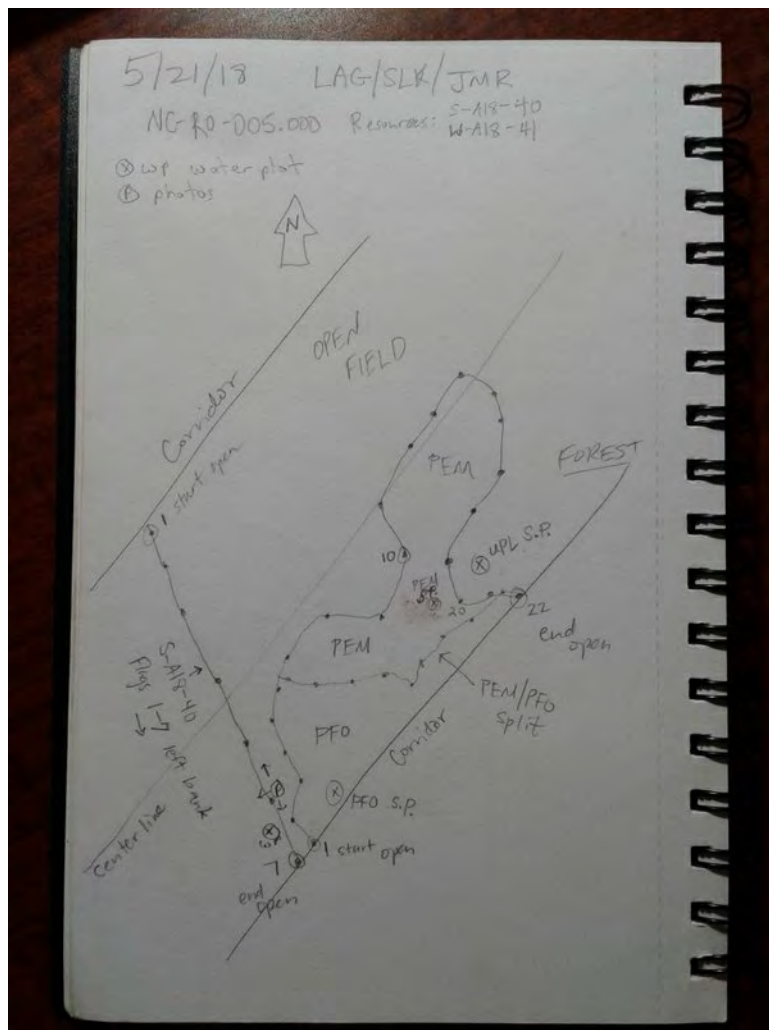 5/21/18 LAG/SLK/JMR
NC-RO-005.000 Resources: S-A18-40
W-A18-41
wp water plot
P photos
N
OPEN
FIELD
Corridor
1 start open
PEM
FOREST
10
UPL S.P.
PEM
S.P.
20
22
end
open
PEM
S-A18-40
Flags 1-7 left bank
PEM/PFO
split
PFO
Corridor
PFO S.P.
centerline
1 start open
7
end
open